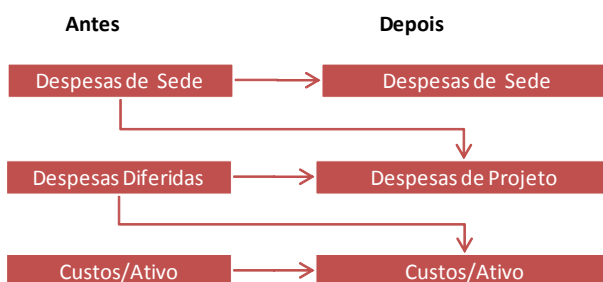 Antes Depois
Despesas de Sede Despesas de Sede
Despesas Diferidas Despesas de Projeto
Custos/Ativo Custos/Ativo